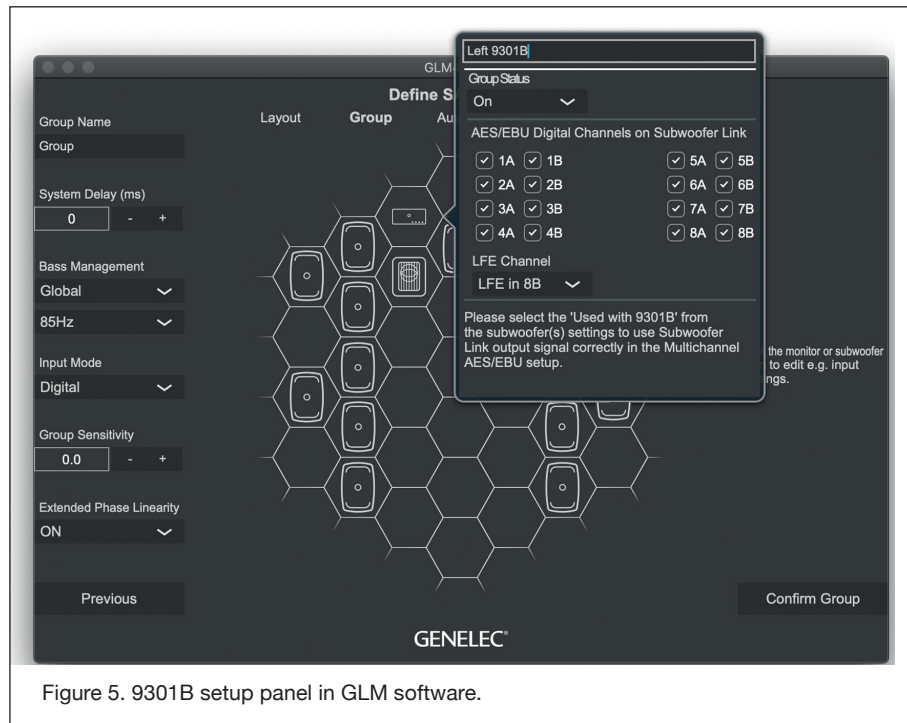 GLM
Define S
Layout
Group
Au
Group Name
Group
System Delay (ms)
0 - +
Bass Management
Global
85Hz
Input Mode
Digital
Group Sensitivity
0.0 - +
Extended Phase Linearity
ON
Previous
Left 9301B
Group Status
On
AES/EBU Digital Channels on Subwoofer Link
1A 1B 5A 5B
2A 2B 6A 6B
3A 3B 7A 7B
4A 4B 8A 8B
LFE Channel
LFE in 8B
Please select the 'Used with 9301B' from
the subwoofer(s) settings to use Subwoofer
Link output signal correctly in the Multichannel
AES/EBU setup.
the monitor or subwoofer
to edit e.g. input
ngs.
Confirm Group
GENELEC®
Figure 5. 9301B setup panel in GLM software.